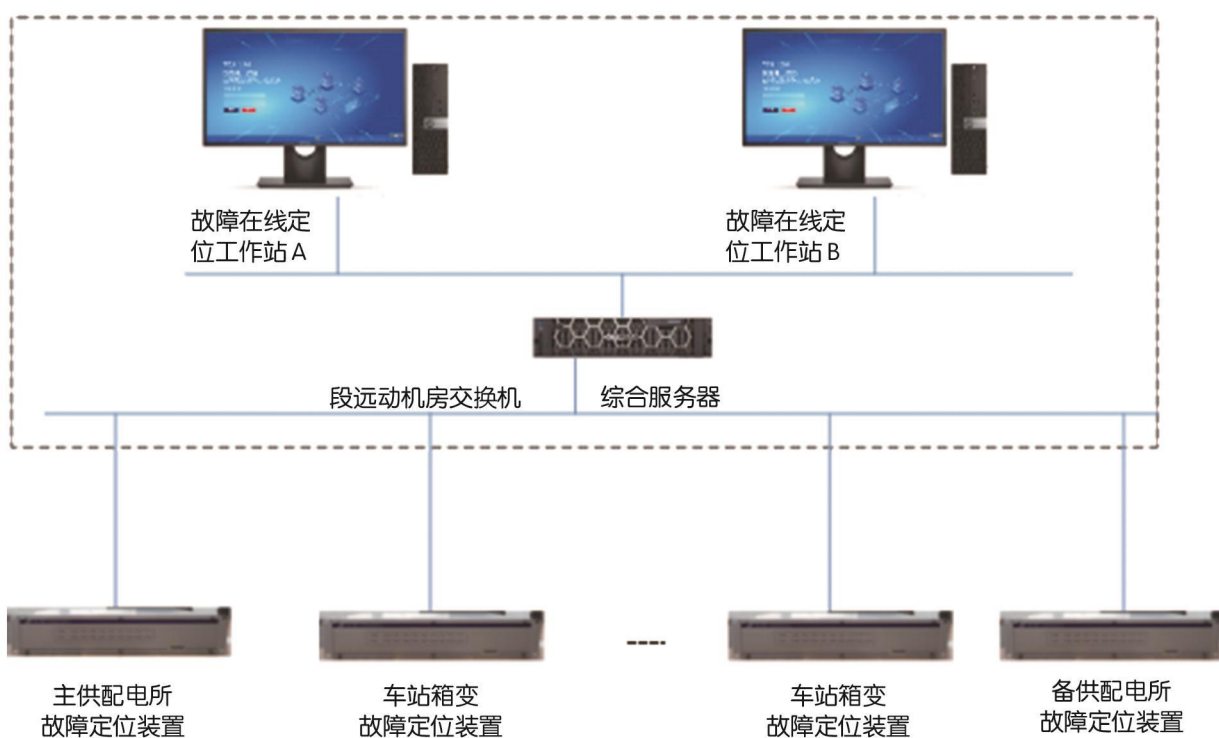 故障在线定
位工作站 A
故障在线定
位工作站 B
段远动机房交换机
综合服务器
主供配电所
故障定位装置
车站箱变
故障定位装置
车站箱变
故障定位装置
备供配电所
故障定位装置